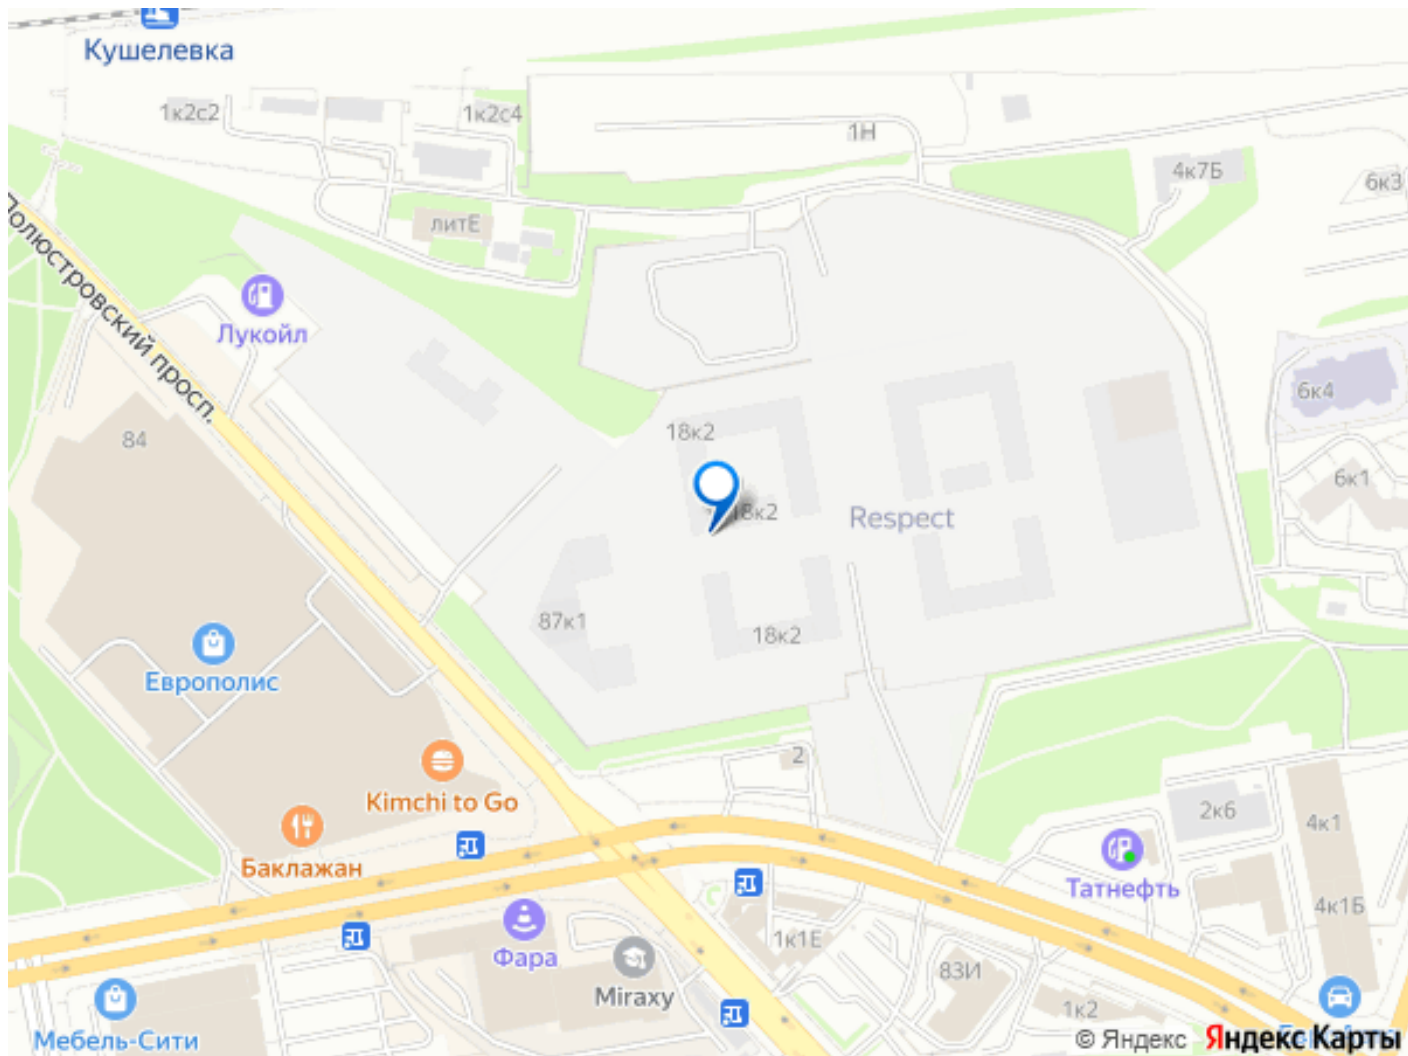 Кушелевка
1к2с2
1к2с4
1Н
4к7Б
6к3
литЕ
Полюстровский просп.
Лукойл
84
18к2
6к4
6к1
18к2
Respect
87к1
18к2
Европолис
2
Kimchi to Go
2к6
4к1
Баклажан
Татнефть
4к1Б
1к1Е
Фара
83И
Miraxy
1к2
Мебель-Сити
© Яндекс
Яндекс Карты